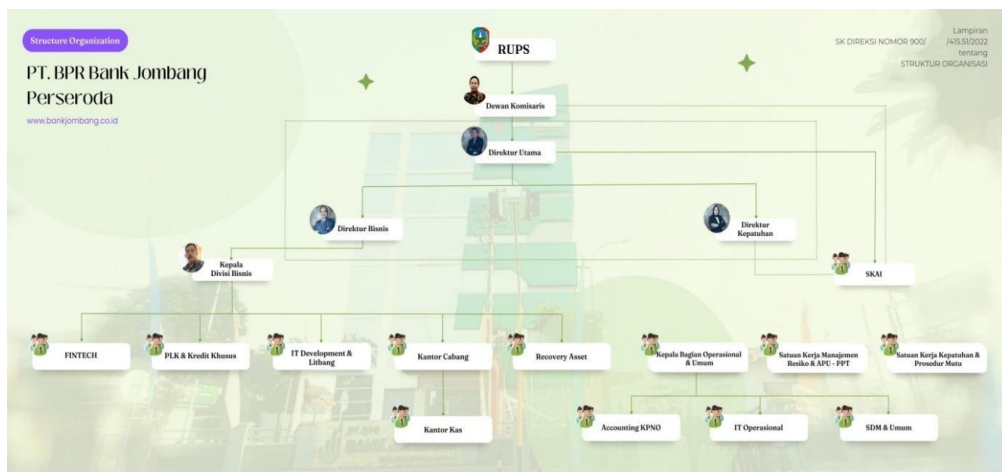 Structure Organization
PT. BPR Bank Jombang
Perseroda
www.bankjombang.co.id
Lampiran
SK DIREKSI NOMOR 900/ /415.51/2022
tentang
STRUKTUR ORGANISASI
RUPS
Dewan Komisaris
Direktur Utama
Direktur Bisnis
Direktur
Kepatuhan
Kepala
Divisi Bisnis
SKAI
FINTECH
PLK & Kredit Khusus
IT Development &
Litbang
Kantor Cabang
Recovery Asset
Kepala Bagian Operasional
& Umum
Satuan Kerja Manajemen
Resiko & APU - PPT
Satuan Kerja Kepatuhan &
Prosedur Mutu
Kantor Kas
Accounting KPNO
IT Operasional
SDM & Umum